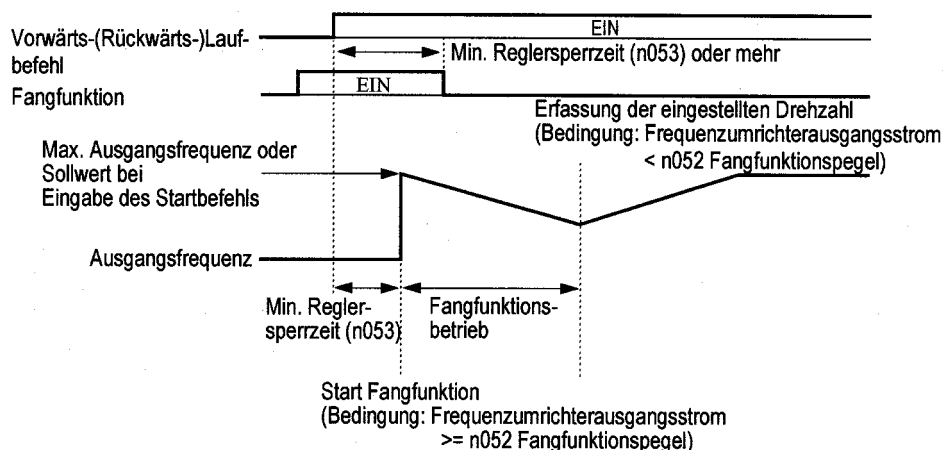 EIN
Vorwärts-(Rückwärts-)Lauf-
befehl
Min. Reglersperrzeit (n053) oder mehr
EIN
Fangfunktion
Erfassung der eingestellten Drehzahl
(Bedingung: Frequenzumrichterausgangsstrom
< n052 Fangfunktionspegel)
Max. Ausgangsfrequenz oder
Sollwert bei
Eingabe des Startbefehls
Ausgangsfrequenz
Min. Regler-
sperrzeit (n053)
Fangfunktions-
betrieb
Start Fangfunktion
(Bedingung: Frequenzumrichterausgangsstrom
>= n052 Fangfunktionspegel)